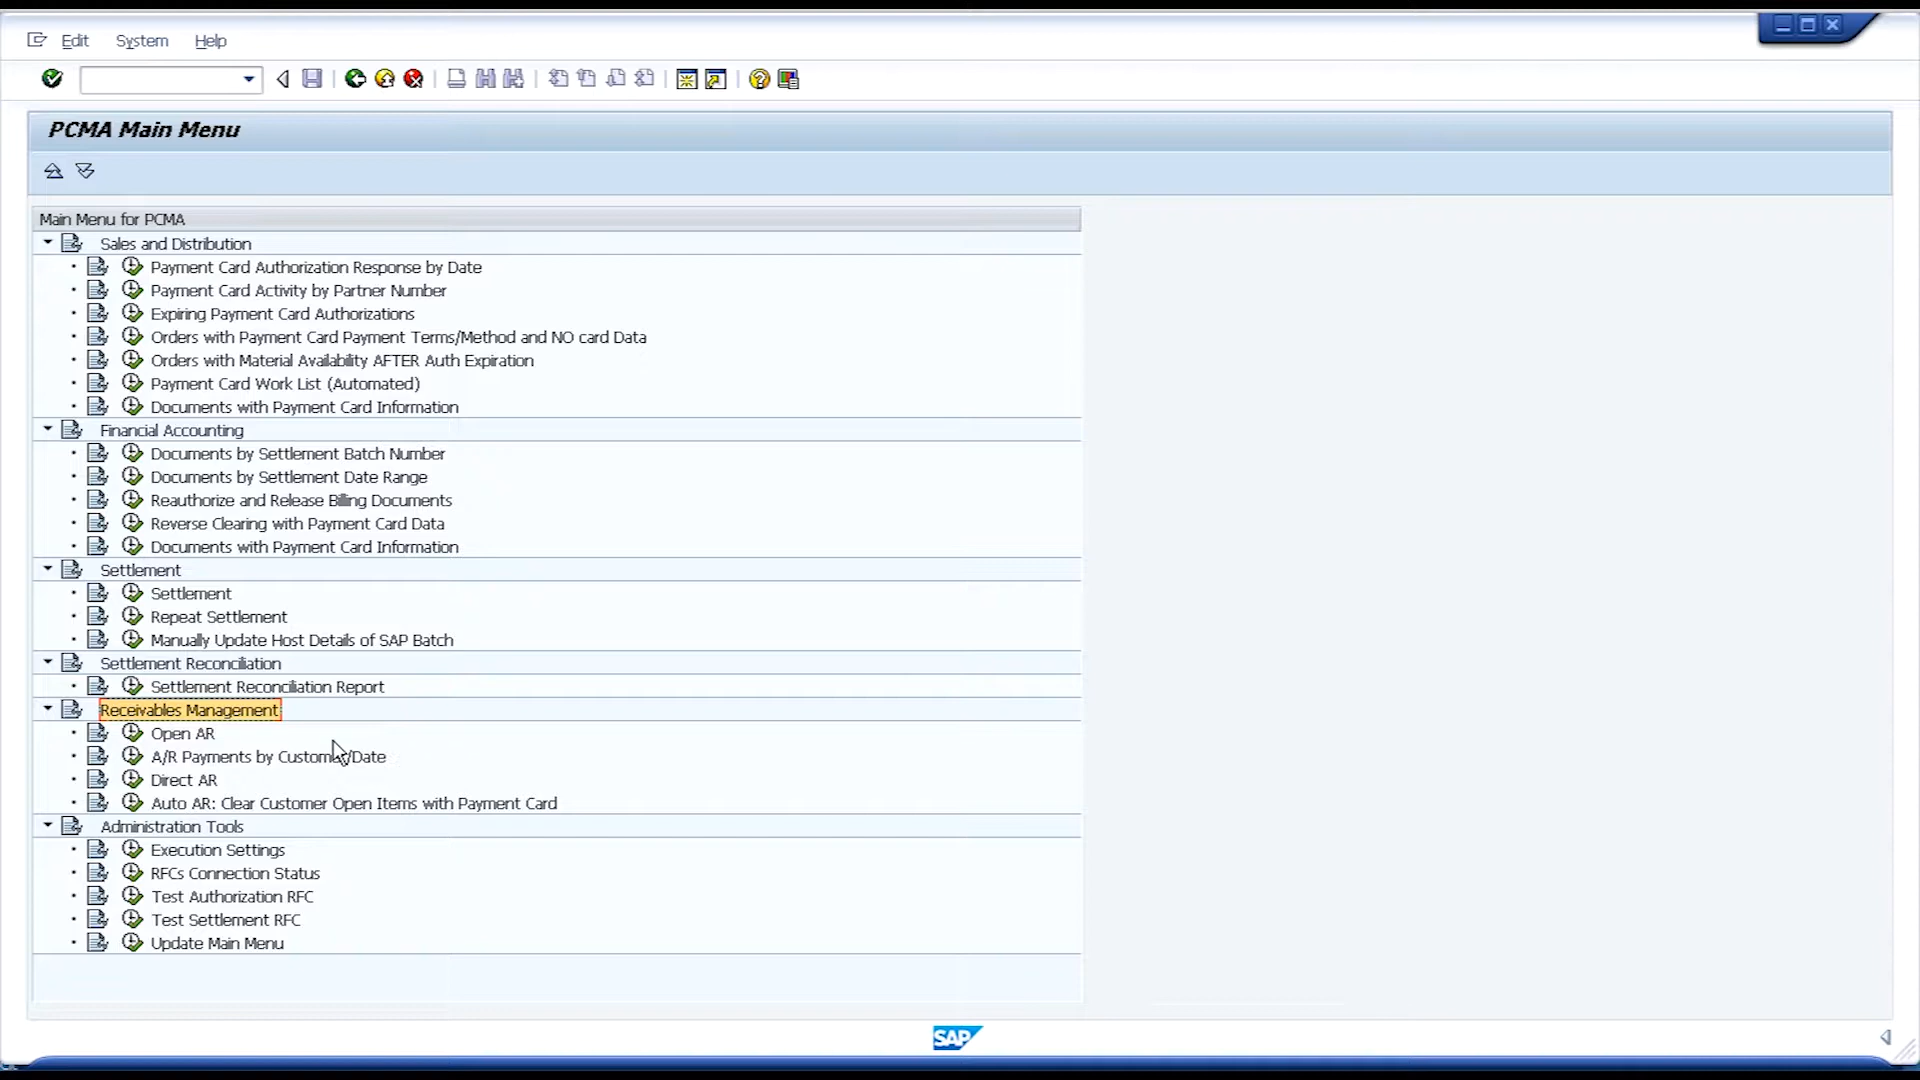 Edit System Help
PCMA Main Menu
Main Menu for PCMA
Sales and Distribution
Payment Card Authorization Response by Date
Payment Card Activity by Partner Number
Expiring Payment Card Authorizations
Orders with Payment Card Payment Terms/Method and NO card Data
Orders with Material Availability AFTER Auth Expiration
Payment Card Work List (Automated)
Documents with Payment Card Information
Financial Accounting
Documents by Settlement Batch Number
Documents by Settlement Date Range
Reauthorize and Release Billing Documents
Reverse Clearing with Payment Card Data
Documents with Payment Card Information
Settlement
Settlement
Repeat Settlement
Manually Update Host Details of SAP Batch
Settlement Reconciliation
Settlement Reconciliation Report
Receivables Management
Open AR
A/R Payments by Customer/Date
Direct AR
Auto AR: Clear Customer Open Items with Payment Card
Administration Tools
Execution Settings
RFCs Connection Status
Test Authorization RFC
Test Settlement RFC
Update Main Menu
SAP